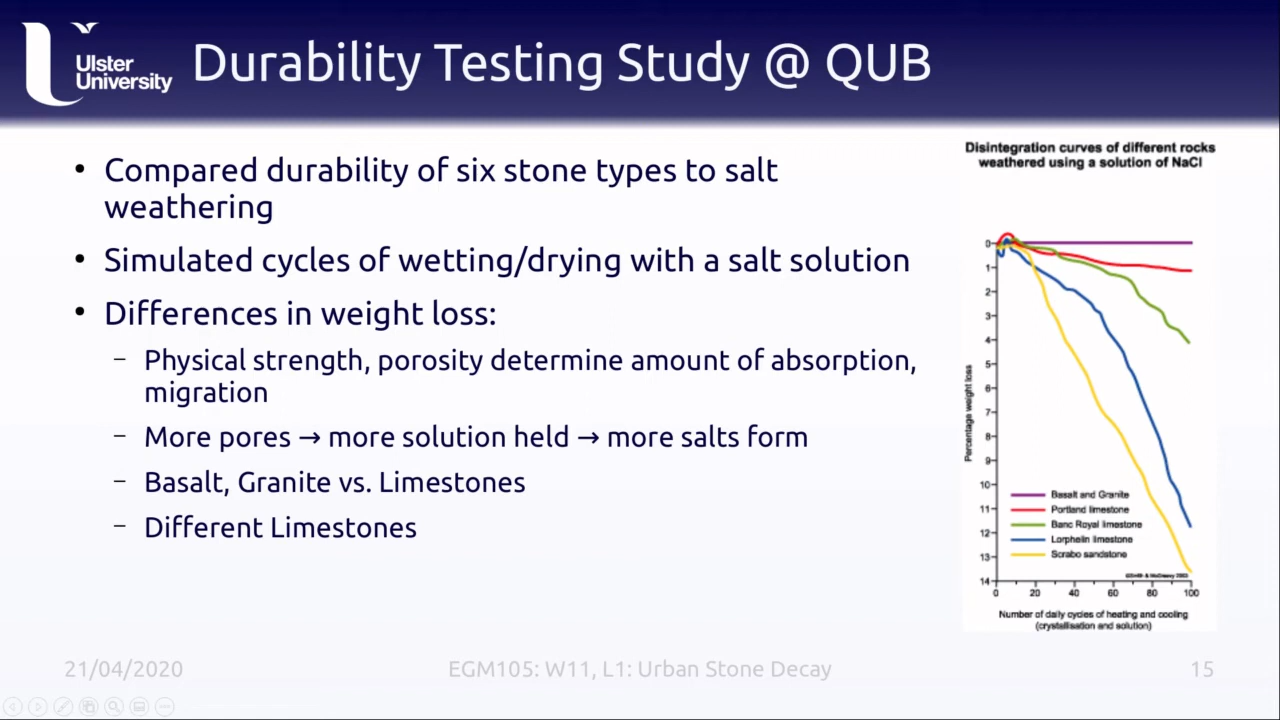 Ulster
University
Durability Testing Study @ QUB
• Compared durability of six stone types to salt
weathering
• Simulated cycles of wetting/drying with a salt solution
• Differences in weight loss:
– Physical strength, porosity determine amount of absorption,
migration
– More pores → more solution held → more salts form
– Basalt, Granite vs. Limestones
– Different Limestones
Disintegration curves of different rocks
weathered using a solution of NaCl
Percentage weight loss
0
1
2
3
4
5
6
7
8
9
10
11
12
13
14
Basalt and Granite
Portland limestone
Banc Royal limestone
Lorphelin limestone
Scrabo sandstone
0 20 40 60 80 100
Number of daily cycles of heating and cooling
(crystallisation and solution)
21/04/2020
EGM105: W11, L1: Urban Stone Decay
15